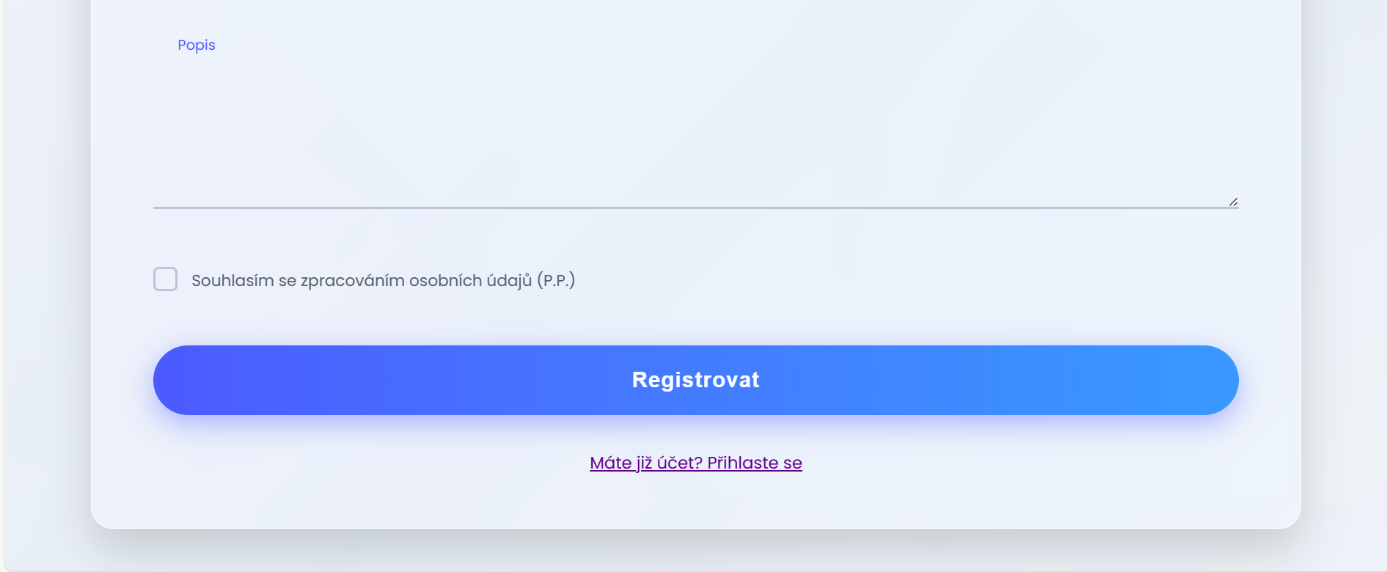 Popis
Souhlasím se zpracováním osobních údajů (P.P.)
Registrovat
Máte již účet? Přihlaste se